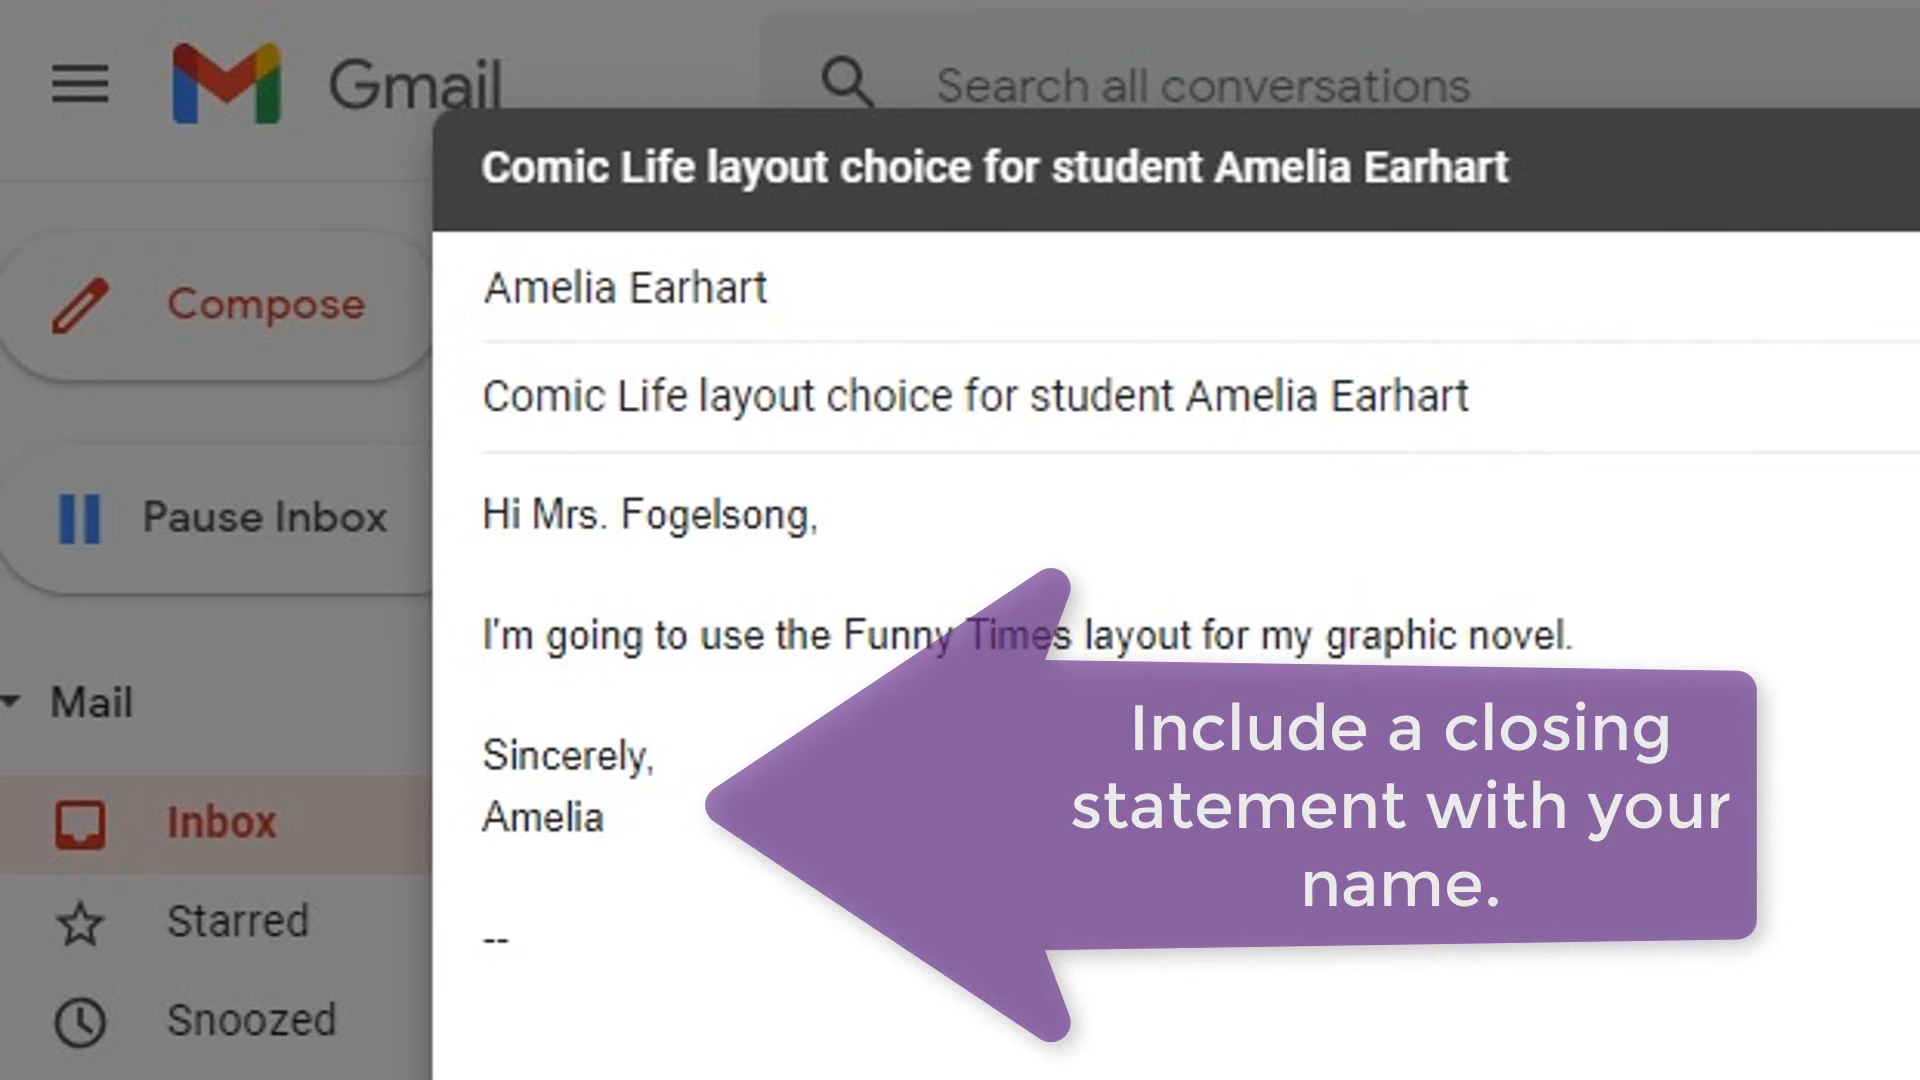 Gmail
Search all conversations
Comic Life layout choice for student Amelia Earhart
Compose
Pause Inbox
Mail
Inbox
Starred
Snoozed
Amelia Earhart
Comic Life layout choice for student Amelia Earhart
Hi Mrs. Fogelsong,
I'm going to use the Funny Times layout for my graphic novel.
Sincerely,
Amelia
--
Include a closing
statement with your
name.